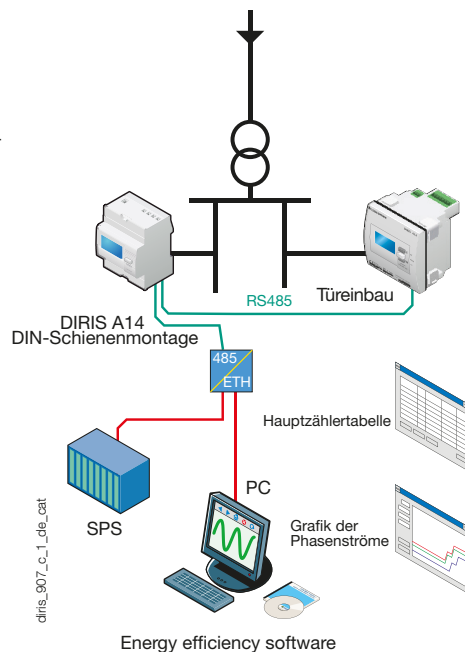 RS485
Türeinbau
DIRIS A14
DIN-Schienenmontage
485
ETH
Hauptzählertabelle
PC
SPS
Grafik der
Phasenströme
diris_907_c_1_de_cat
Energy efficiency software